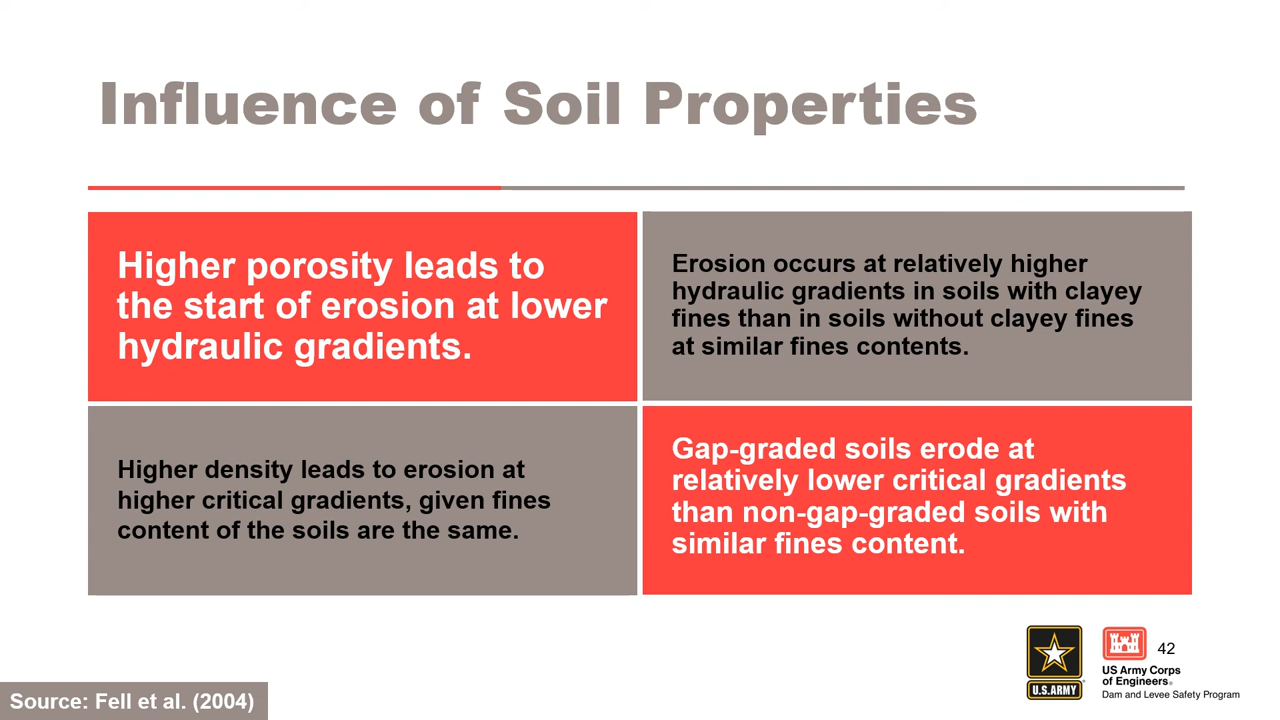 Influence of Soil Properties
Higher porosity leads to
the start of erosion at lower
hydraulic gradients.
Erosion occurs at relatively higher
hydraulic gradients in soils with clayey
fines than in soils without clayey fines
at similar fines contents.
Higher density leads to erosion at
higher critical gradients, given fines
content of the soils are the same.
Gap-graded soils erode at
relatively lower critical gradients
than non-gap-graded soils with
similar fines content.
U.S.ARMY
US Army Corps
of Engineers®
Dam and Levee Safety Program
42
Source: Fell et al. (2004)